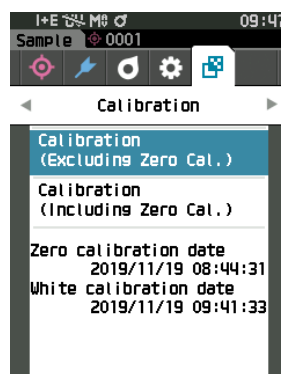 I+E M0 09:47
Sample 0001
Calibration
Calibration
(Excluding Zero Cal.)
Calibration
(Including Zero Cal.)
Zero calibration date
2019/11/19 08:44:31
White calibration date
2019/11/19 09:41:33